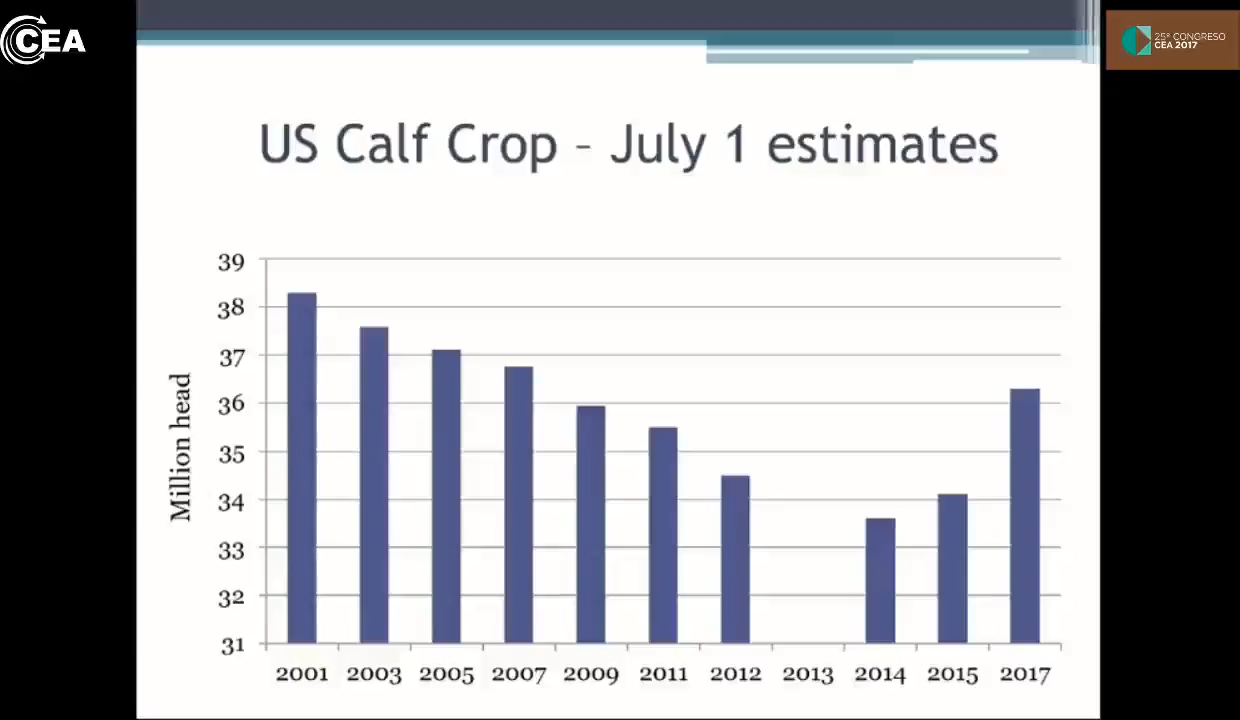 CEA
25º CONGRESO
CEA 2017
US Calf Crop – July 1 estimates
Million head
39
38
37
36
35
34
33
32
31
2001 2003 2005 2007 2009 2011 2012 2013 2014 2015 2017